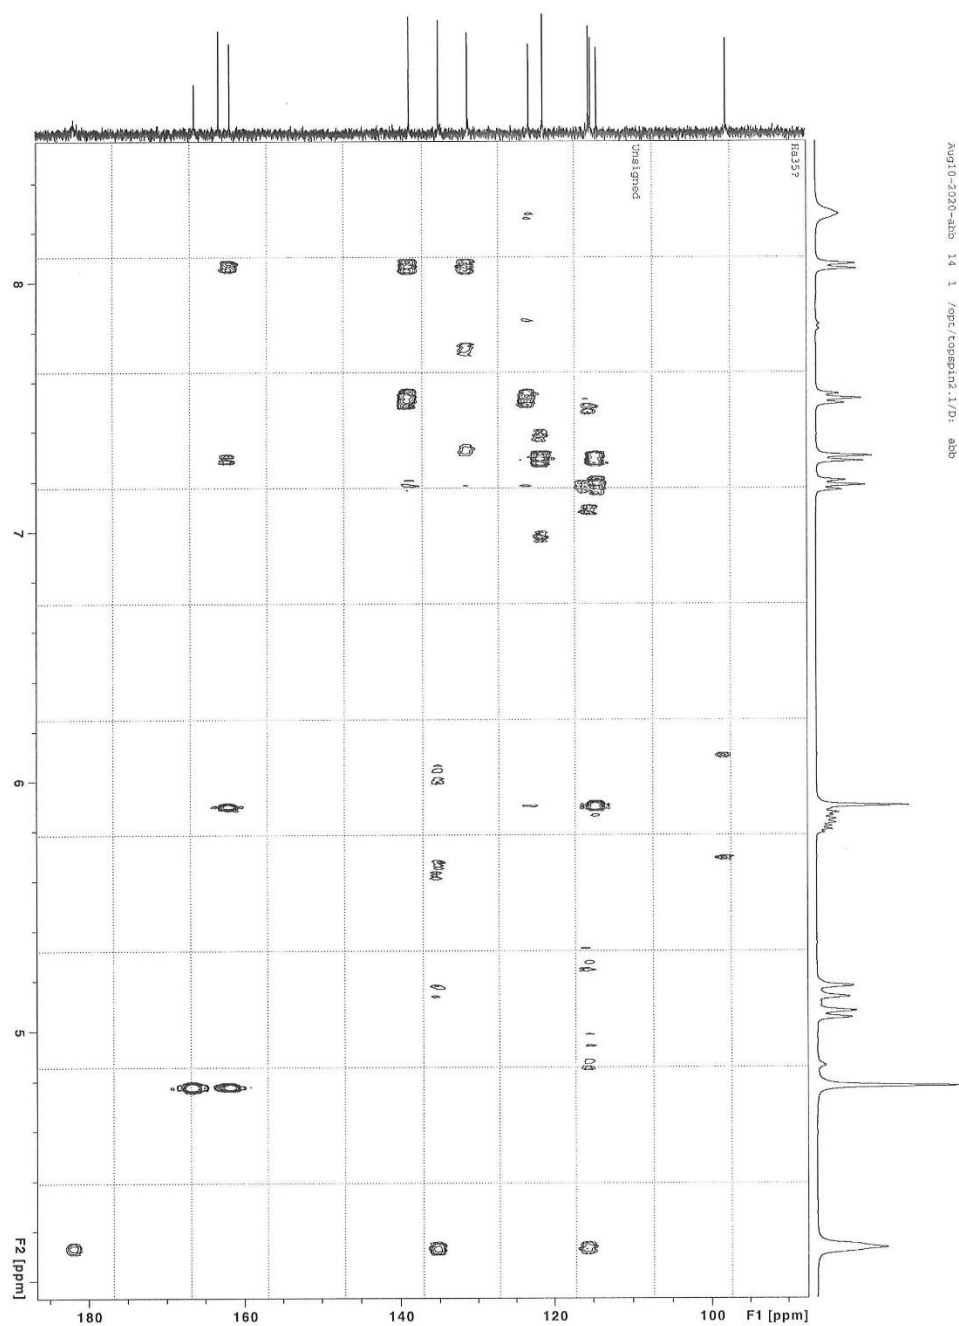 Aug10-2020-abb 14 1 /opt/topspin2.1/D: abb
Ha35?
Unsigned
8
7
6
5
F2 [ppm]
180
160
140
120
100
F1 [ppm]